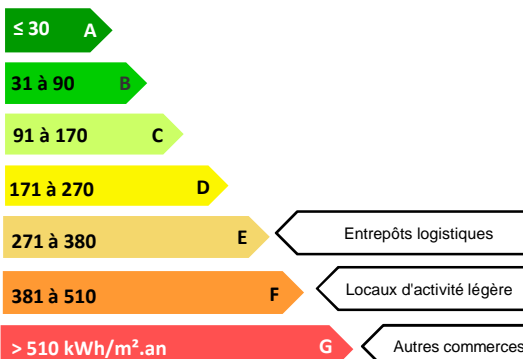 ≤ 30 A
31 à 90 B
91 à 170 C
171 à 270 D
271 à 380 E Entrepôts logistiques
381 à 510 F Locaux d'activité légère
> 510 kWh/m².an G Autres commerces